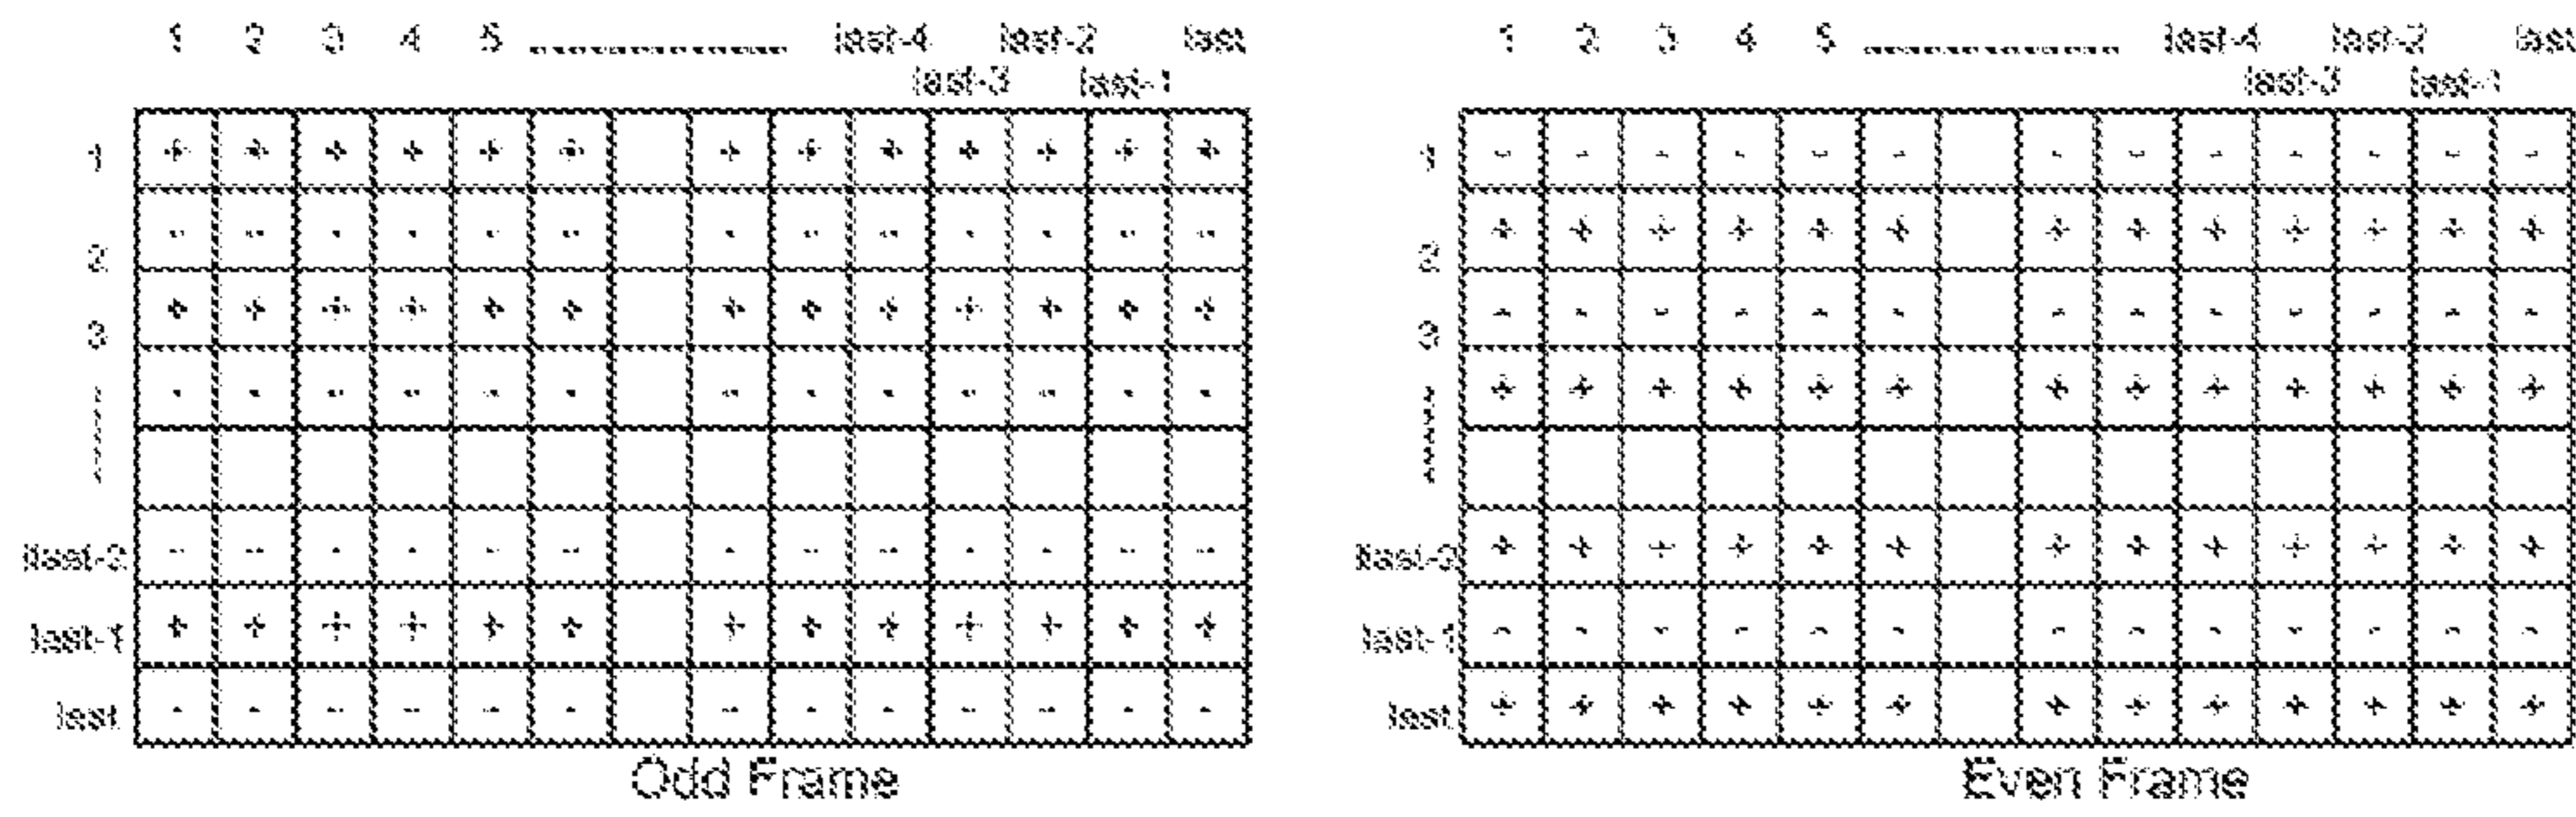 1 2 3 4 5 ................ last-4 last-2 last
last-3 last-1
1 + + + + + + + + + + + + +
2 - - - - - - - - - - - - -
3 + + + + + + + + + + + + +
- - - - - - - - - - - - -
last-2 - - - - - - - - - - - - -
last-1 + + + + + + + + + + + + +
last - - - - - - - - - - - - -
Odd Frame
1 2 3 4 5 ................ last-4 last-2 last
last-3 last-1
1 - - - - - - - - - - - - -
2 + + + + + + + + + + + + +
3 - - - - - - - - - - - - -
+ + + + + + + + + + + + +
last-2 + + + + + + + + + + + + +
last-1 - - - - - - - - - - - - -
last + + + + + + + + + + + + +
Even Frame